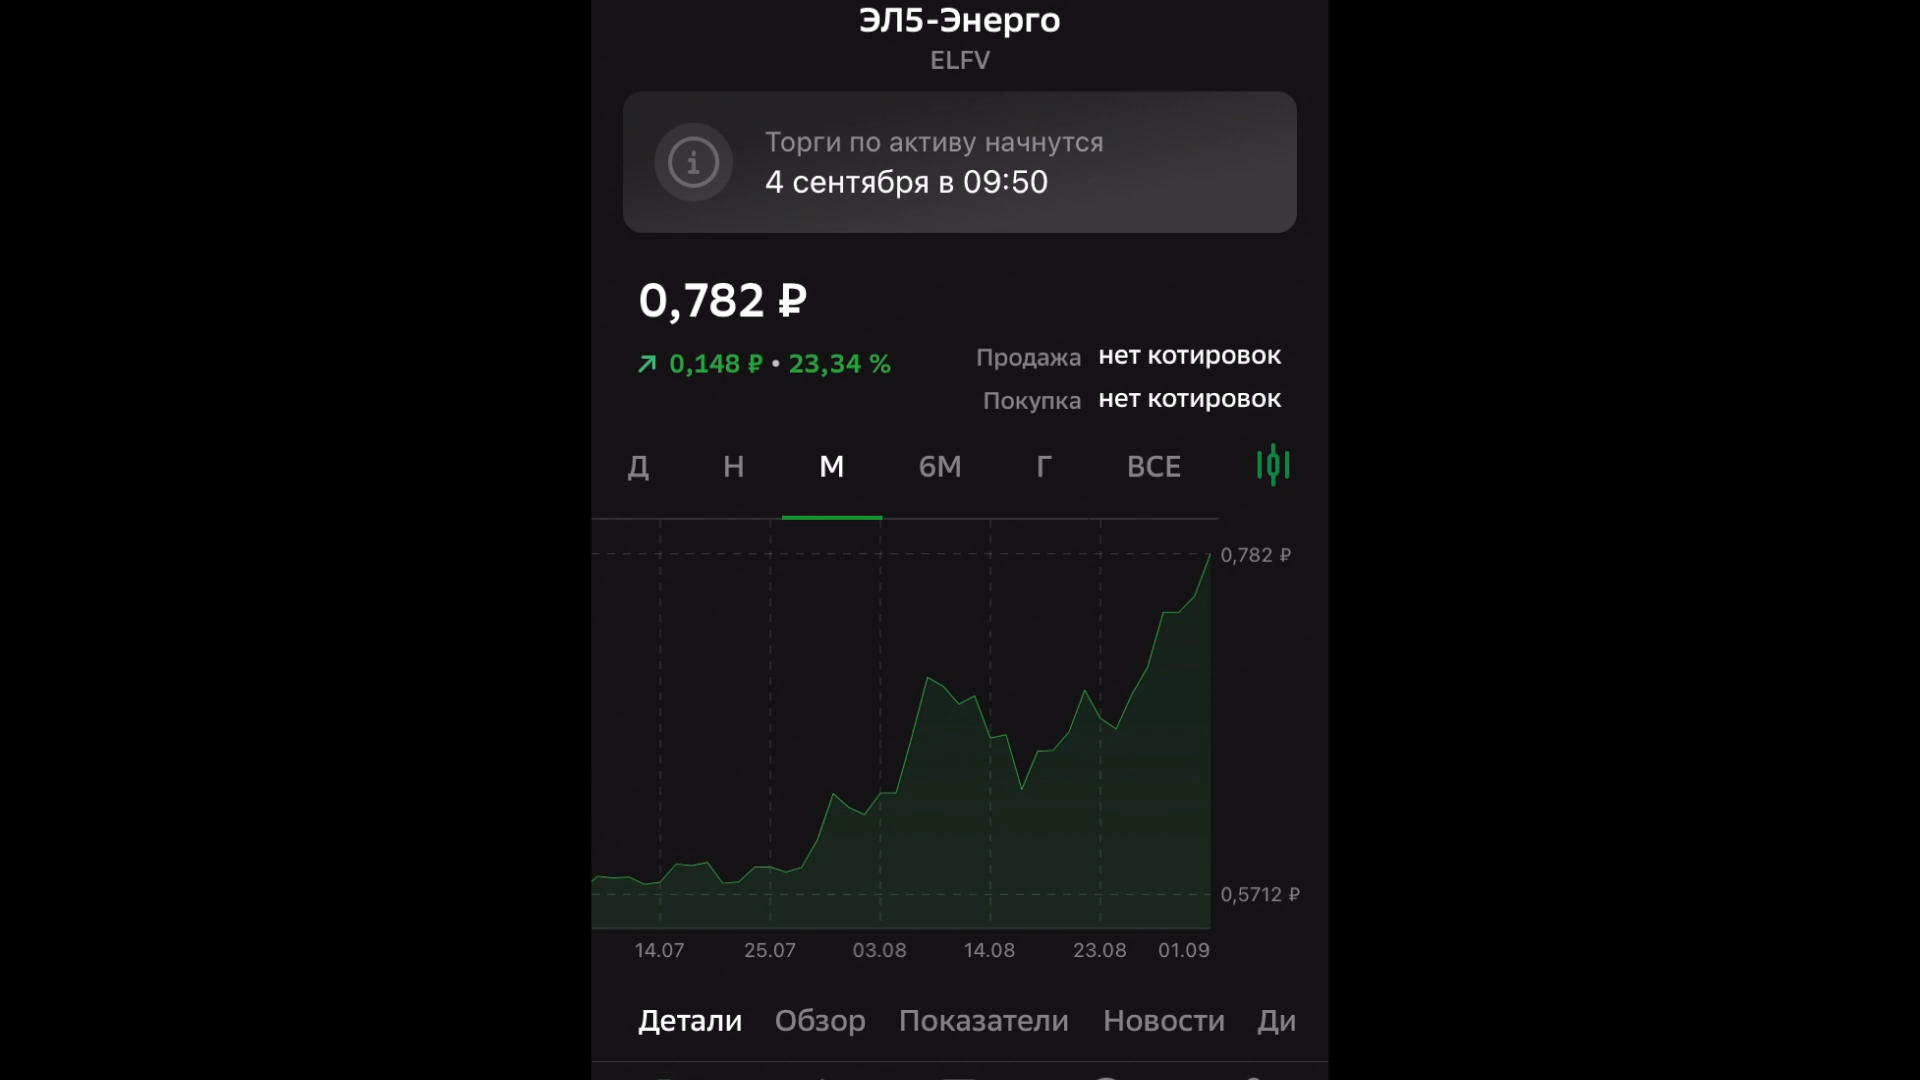 ЭЛ5-Энерго
ELFV
Торги по активу начнутся
4 сентября в 09:50
0,782 ₽
0,148 ₽ • 23,34 %
Продажа нет котировок
Покупка нет котировок
Д Н М 6М Г ВСЕ
0,782 ₽
0,5712 ₽
14.07 25.07 03.08 14.08 23.08 01.09
Детали Обзор Показатели Новости Ди